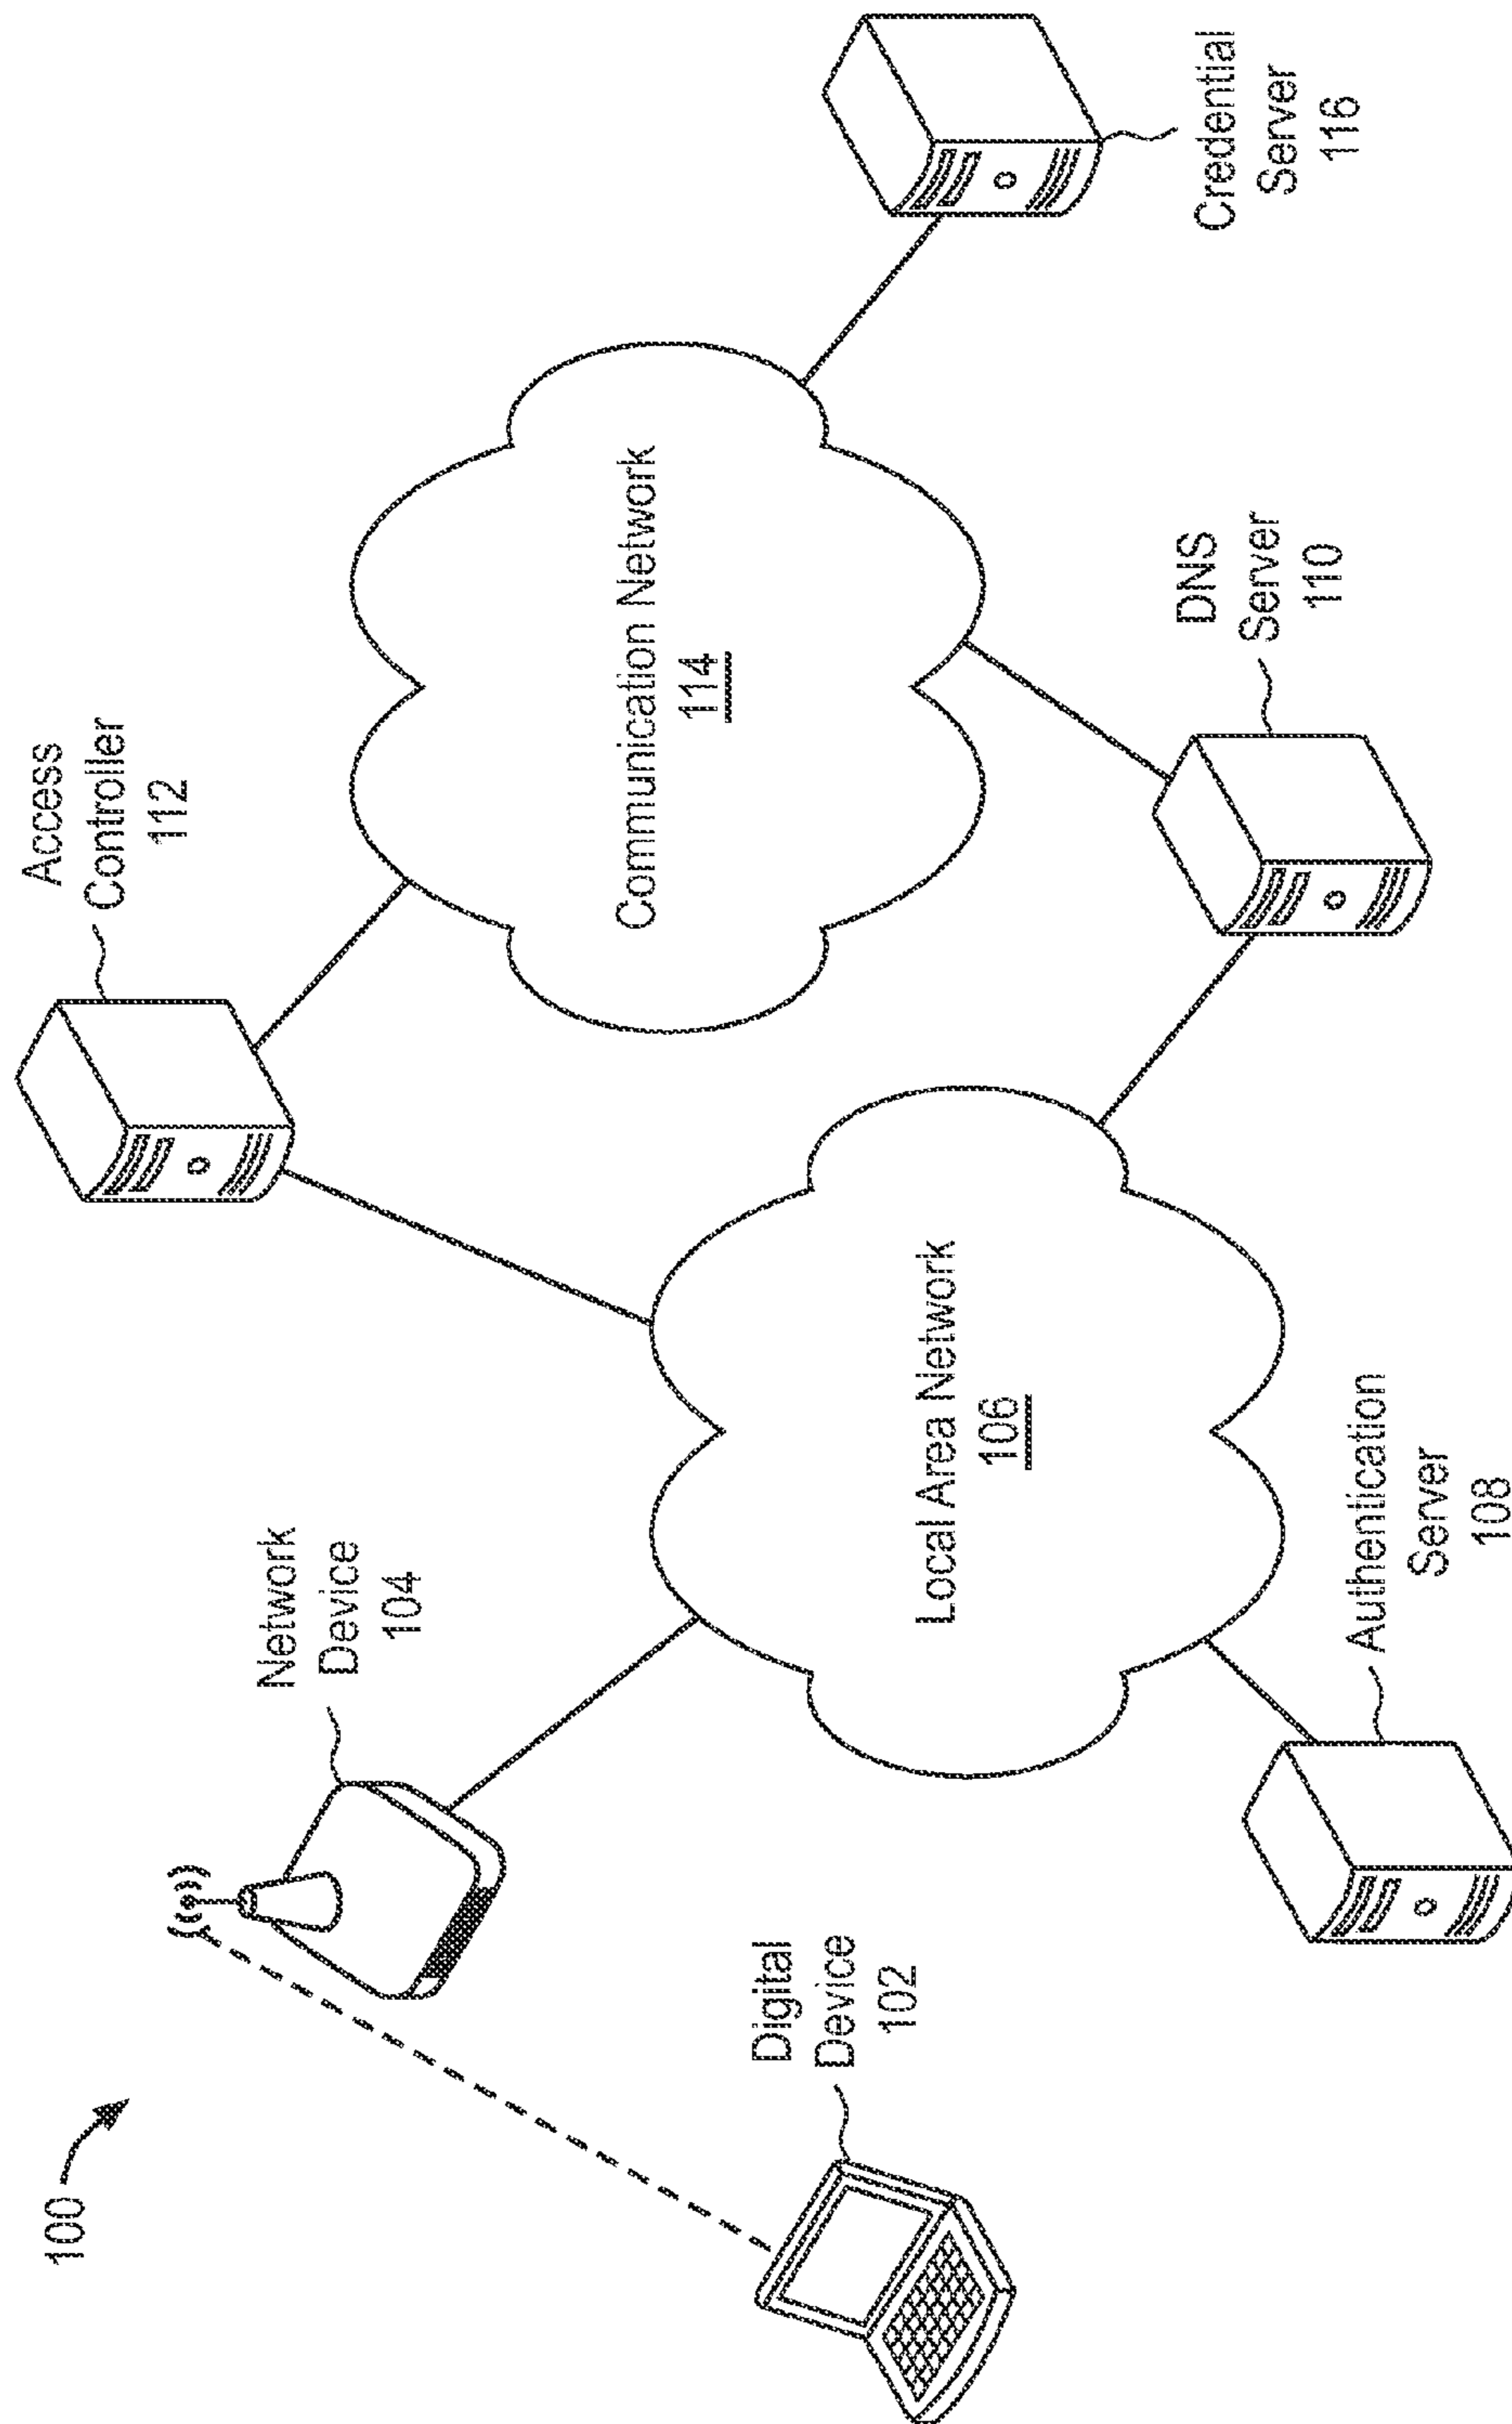 100
Digital
Device
102
Network
Device
104
Local Area Network
106
Authentication
Server
108
Access
Controller
112
Communication Network
114
DNS
Server
110
Credential
Server
116